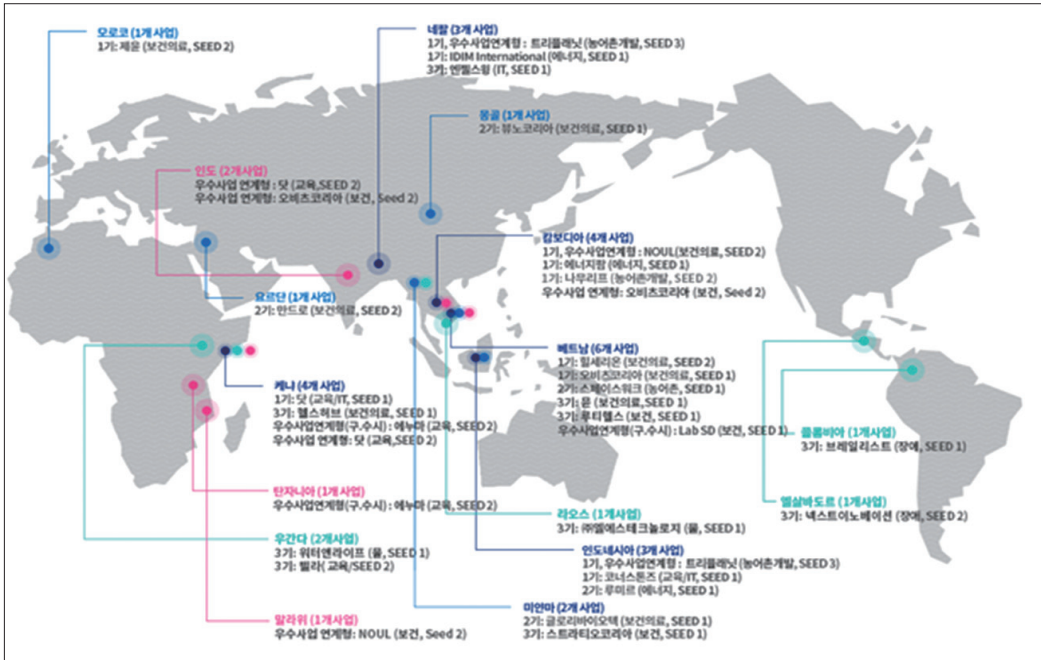 모로코 (1개 사업)
1기: 제윤 (보건의료, SEED 2)
네팔 (3개 사업)
1기, 우수사업연계형 : 트리플래닛 (농어촌개발, SEED 3)
1기: IDIM International (에너지, SEED 1)
3기: 엔젤스윙 (IT, SEED 1)
몽골 (1개 사업)
2기: 뷰노코리아 (보건의료, SEED 1)
인도 (2개사업)
우수사업 연계형 : 닷 (교육,SEED 2)
우수사업 연계형: 오비츠코리아 (보건, Seed 2)
캄보디아 (4개 사업)
1기, 우수사업연계형 : NOUL(보건의료, SEED 2)
1기: 에너지팜 (에너지, SEED 1)
1기: 나무리프 (농어촌개발, SEED 2)
우수사업 연계형: 오비츠코리아 (보건, Seed 2)
요르단 (1개 사업)
2기: 만드로 (보건의료, SEED 2)
베트남 (6개 사업)
1기: 힐세리온 (보건의료, SEED 2)
1기: 오비츠코리아 (보건의료, SEED 1)
2기: 스페이스워크 (농어촌, SEED 1)
3기: 뮨 (보건의료, SEED 1)
3기: 루티헬스 (보건, SEED 1)
우수사업연계형(구.수시) : Lab SD (보건, SEED 1)
케냐 (4개 사업)
1기: 닷 (교육/IT, SEED 1)
3기: 헬스허브 (보건의료, SEED 1)
우수사업연계형(구.수시) : 에누마 (교육, SEED 2)
우수사업 연계형: 닷 (교육,SEED 2)
콜롬비아 (1개사업)
3기: 브레일리스트 (장애, SEED 1)
탄자니아 (1개 사업)
우수사업연계형(구.수시) : 에누마 (교육, SEED 2)
엘살바도르 (1개사업)
3기: 넥스트이노베이션 (장애, SEED 2)
라오스 (1개사업)
3기: ㈜엘에스테크놀로지 (물, SEED 1)
우간다 (2개사업)
3기: 워터앤라이프 (물, SEED 1)
3기: 텔라( 교육/SEED 2)
인도네시아 (3개 사업)
1기, 우수사업연계형 : 트리플래닛 (농어촌개발, SEED 3)
1기: 코너스톤즈 (교육/IT, SEED 1)
2기: 루미르 (에너지, SEED 1)
미얀마 (2개 사업)
2기: 글로리바이오텍 (보건의료, SEED 1)
3기: 스트라티오코리아 (보건, SEED 1)
말라위 (1개사업)
우수사업 연계형: NOUL (보건, Seed 2)